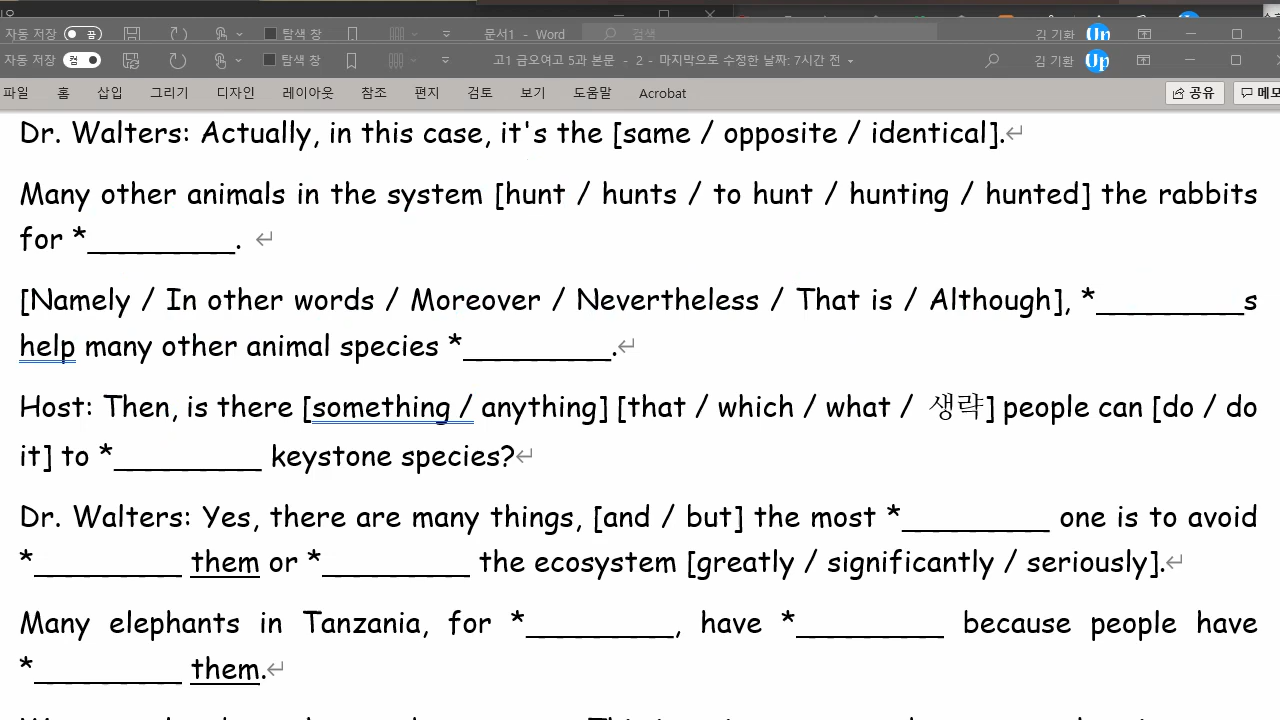 자동 저장 끔 탐색 창 문서1 - Word 검색 김 기환 Up
자동 저장 켬 탐색 창 고1 금오여고 5과 본문 - 2 - 마지막으로 수정한 날짜: 7시간 전 김 기환 Up
파일 홈 삽입 그리기 디자인 레이아웃 참조 편지 검토 보기 도움말 Acrobat 공유 메모
Dr. Walters: Actually, in this case, it's the [same / opposite / identical].
Many other animals in the system [hunt / hunts / to hunt / hunting / hunted] the rabbits
for *_________.
[Namely / In other words / Moreover / Nevertheless / That is / Although], *_________s
help many other animal species *_________.
Host: Then, is there [something / anything] [that / which / what / 생략] people can [do / do
it] to *_________ keystone species?
Dr. Walters: Yes, there are many things, [and / but] the most *_________ one is to avoid
*_________ them or *_________ the ecosystem [greatly / significantly / seriously].
Many elephants in Tanzania, for *_________, have *_________ because people have
*_________ them.